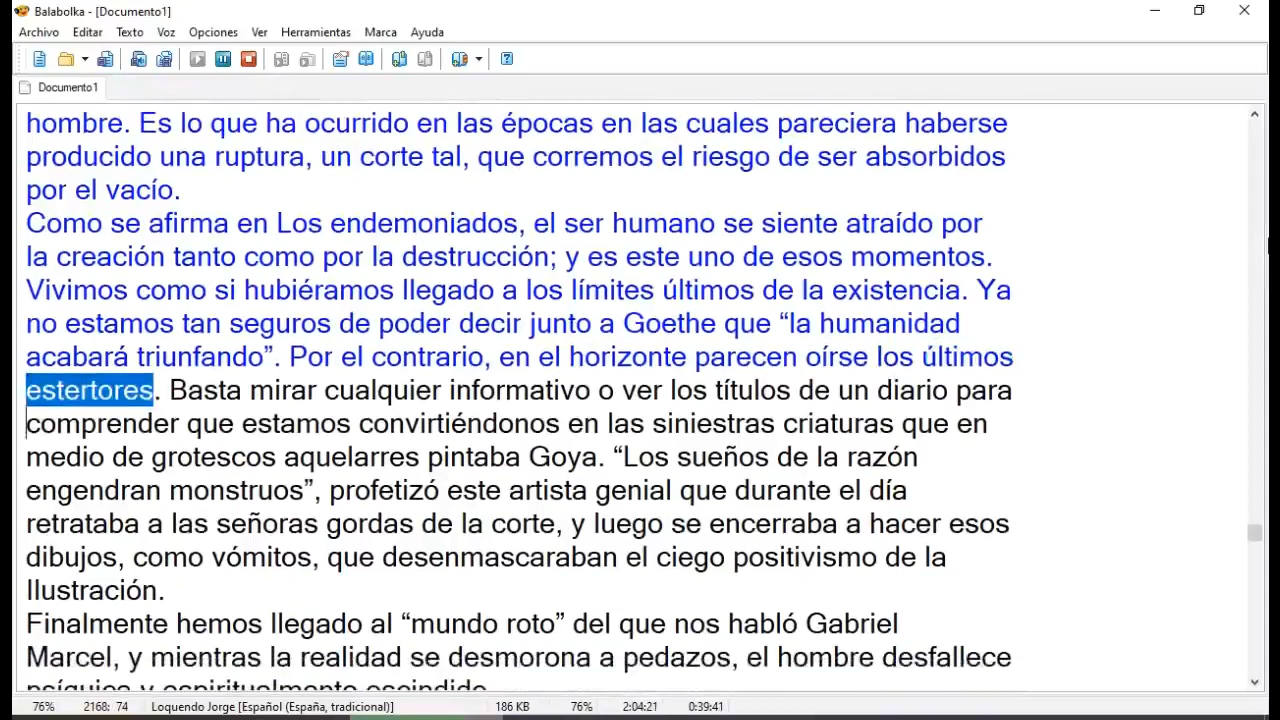 Balabolka - [Documento1]
Archivo Editar Texto Voz Opciones Ver Herramientas Marca Ayuda
Documento1
hombre. Es lo que ha ocurrido en las épocas en las cuales pareciera haberse
producido una ruptura, un corte tal, que corremos el riesgo de ser absorbidos
por el vacío.
Como se afirma en Los endemoniados, el ser humano se siente atraído por
la creación tanto como por la destrucción; y es este uno de esos momentos.
Vivimos como si hubiéramos llegado a los límites últimos de la existencia. Ya
no estamos tan seguros de poder decir junto a Goethe que “la humanidad
acabará triunfando”. Por el contrario, en el horizonte parecen oírse los últimos
estertores. Basta mirar cualquier informativo o ver los títulos de un diario para
comprender que estamos convirtiéndonos en las siniestras criaturas que en
medio de grotescos aquelarres pintaba Goya. “Los sueños de la razón
engendran monstruos”, profetizó este artista genial que durante el día
retrataba a las señoras gordas de la corte, y luego se encerraba a hacer esos
dibujos, como vómitos, que desenmascaraban el ciego positivismo de la
Ilustración.
Finalmente hemos llegado al “mundo roto” del que nos habló Gabriel
Marcel, y mientras la realidad se desmorona a pedazos, el hombre desfallece
psíquica y espiritualmente escindido.
76% 2168: 74 Loquendo Jorge [Español (España, tradicional)] 186 KB 76% 2:04:21 0:39:41